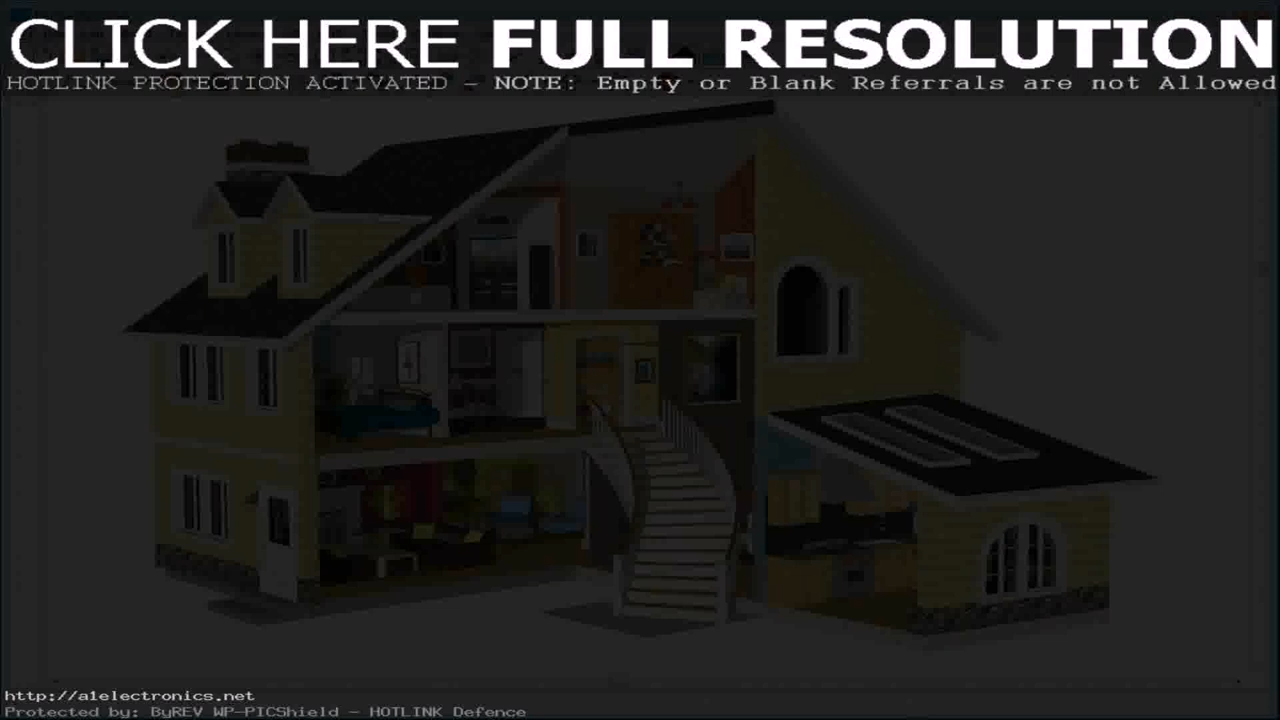 CLICK HERE FULL RESOLUTION
HOTLINK PROTECTION ACTIVATED - NOTE: Empty or Blank Referrals are not Allowed
http://a1electronics.net
Protected by: ByREV WP-PICShield - HOTLINK Defence